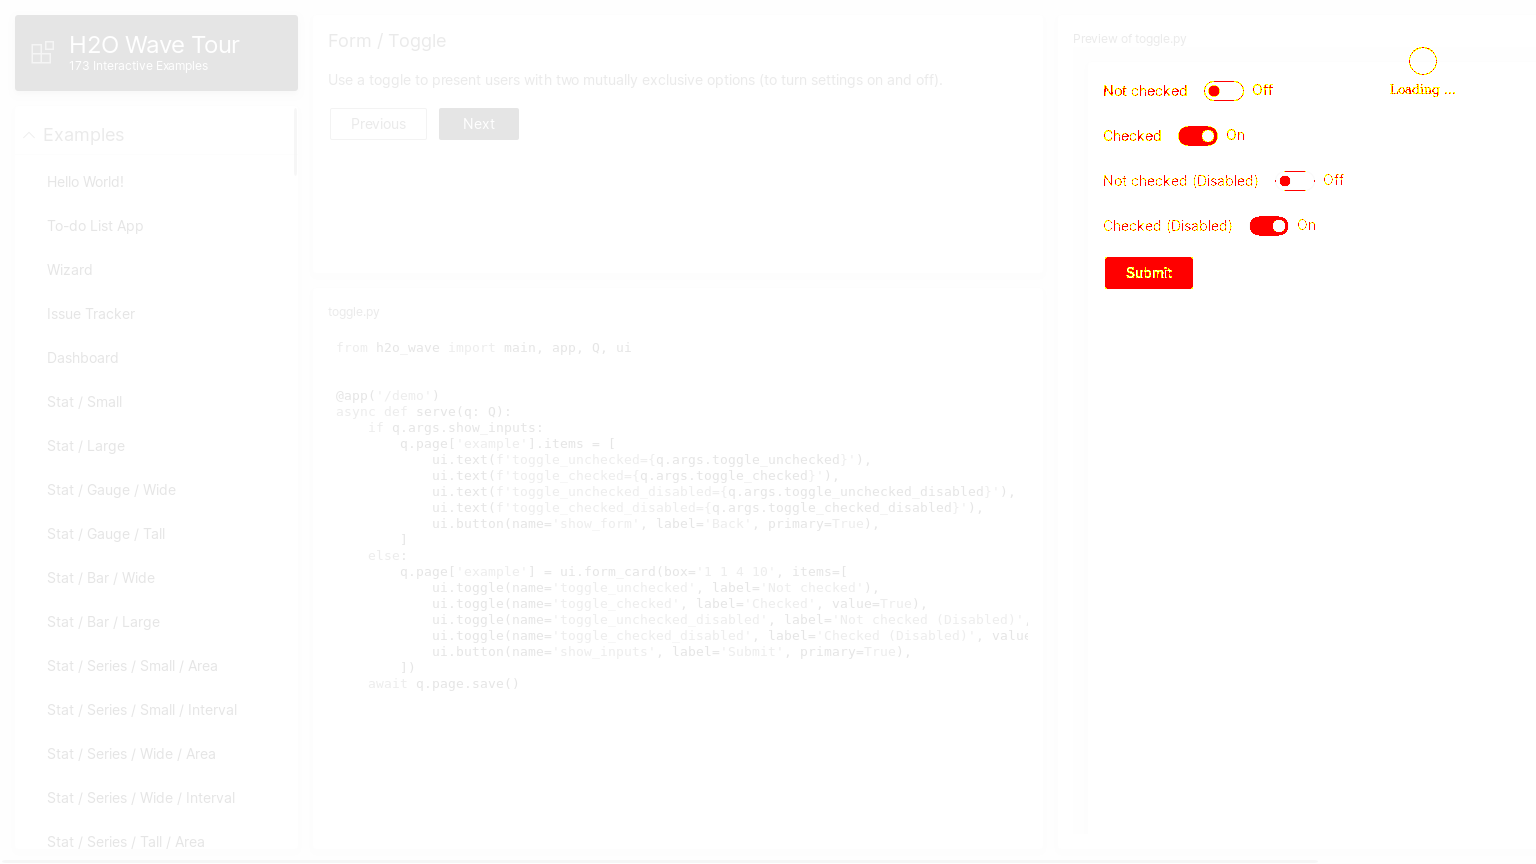 H2O Wave Tour
173 Interactive Examples
Examples
Hello World!
To-do List App
Wizard
Issue Tracker
Dashboard
Stat / Small
Stat / Large
Stat / Gauge / Wide
Stat / Gauge / Tall
Stat / Bar / Wide
Stat / Bar / Large
Stat / Series / Small / Area
Stat / Series / Small / Interval
Stat / Series / Wide / Area
Stat / Series / Wide / Interval
Stat / Series / Tall / Area
Form / Toggle
Use a toggle to present users with two mutually exclusive options (to turn settings on and off).
Previous Next
toggle.py
from h2o_wave import main, app, Q, ui
@app('/demo')
async def serve(q: Q):
    if q.args.show_inputs:
        q.page['example'].items = [
            ui.text(f'toggle_unchecked={q.args.toggle_unchecked}'),
            ui.text(f'toggle_checked={q.args.toggle_checked}'),
            ui.text(f'toggle_unchecked_disabled={q.args.toggle_unchecked_disabled}'),
            ui.text(f'toggle_checked_disabled={q.args.toggle_checked_disabled}'),
            ui.button(name='show_form', label='Back', primary=True),
        ]
    else:
        q.page['example'] = ui.form_card(box='1 1 4 10', items=[
            ui.toggle(name='toggle_unchecked', label='Not checked'),
            ui.toggle(name='toggle_checked', label='Checked', value=True),
            ui.toggle(name='toggle_unchecked_disabled', label='Not checked (Disabled)',
            ui.toggle(name='toggle_checked_disabled', label='Checked (Disabled)', value
            ui.button(name='show_inputs', label='Submit', primary=True),
        ])
    await q.page.save()
Preview of toggle.py
Not checked Off
Loading ...
Checked On
Not checked (Disabled) Off
Checked (Disabled) On
Submit